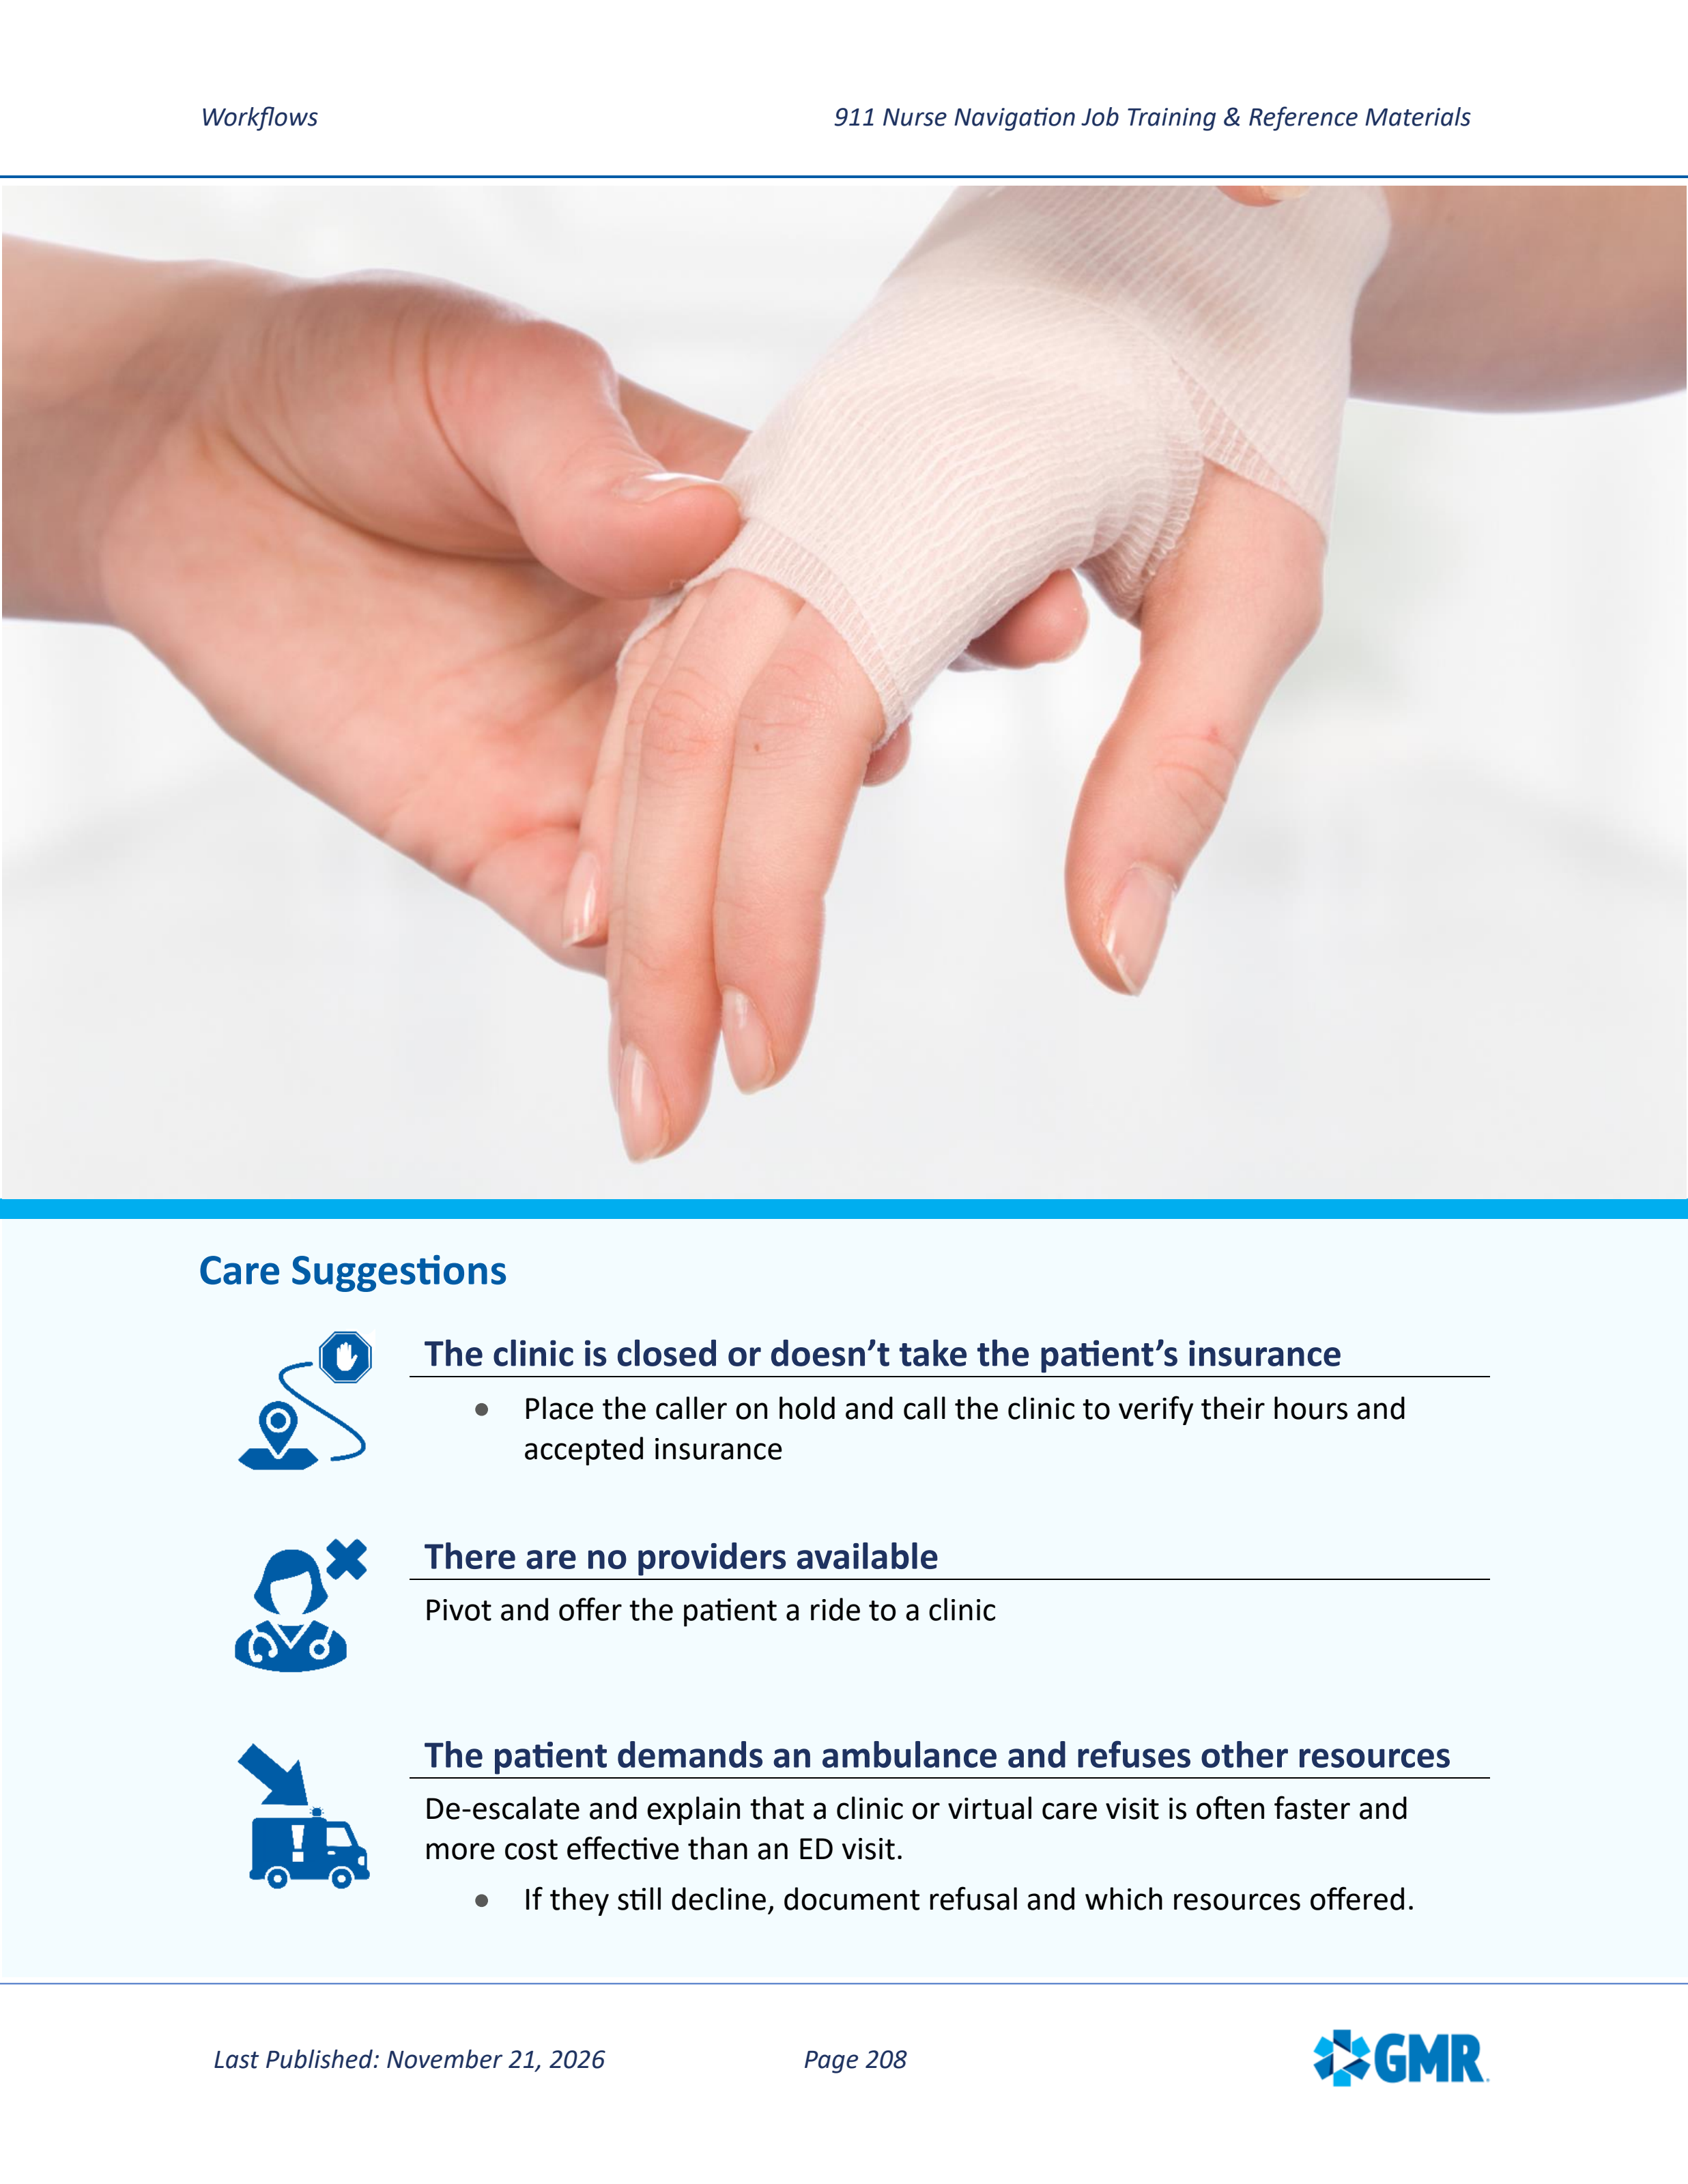 Workflows
911 Nurse Navigation Job Training & Reference Materials
Care Suggestions
The clinic is closed or doesn’t take the patient’s insurance
● Place the caller on hold and call the clinic to verify their hours and
accepted insurance
There are no providers available
Pivot and offer the patient a ride to a clinic
The patient demands an ambulance and refuses other resources
De-escalate and explain that a clinic or virtual care visit is often faster and
more cost effective than an ED visit.
● If they still decline, document refusal and which resources offered.
Last Published: November 21, 2026
Page 208
GMR